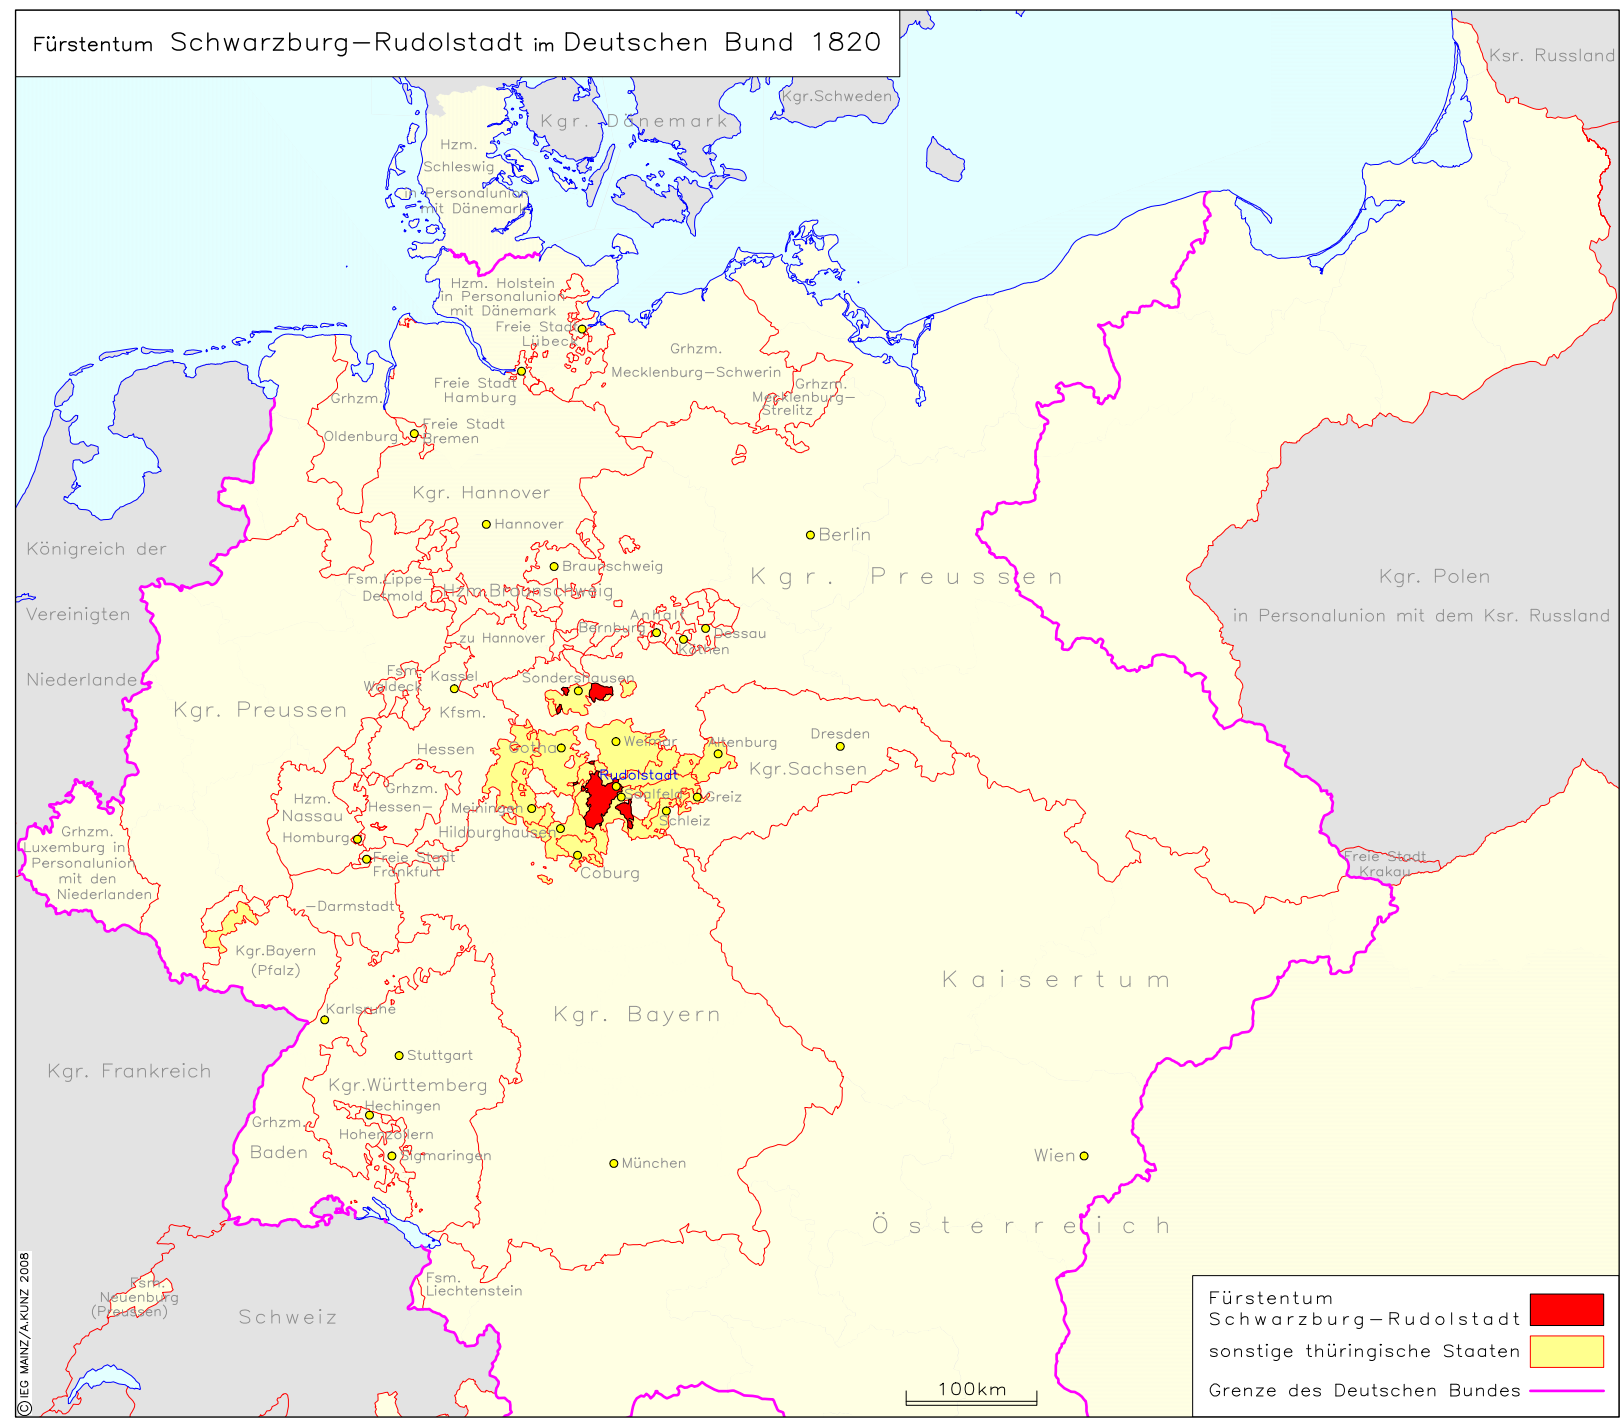 Fürstentum Schwarzburg-Rudolstadt im Deutschen Bund 1820
Ksr. Russland
Kgr.Schweden
Kgr. Dänemark
Hzm.
Schleswig
in Personalunion
mit Dänemark
Hzm. Holstein
in Personalunion
mit Dänemark
Freie Stadt
Lübeck
Grhzm.
Mecklenburg-Schwerin
Grhzm.
Mecklenburg-
Strelitz
Freie Stadt
Hamburg
Grhzm.
Oldenburg
Freie Stadt
Bremen
Kgr. Hannover
Hannover
Berlin
Königreich der
Vereinigten
Niederlande
Braunschweig
Kgr. Preussen
Kgr. Polen
in Personalunion mit dem Ksr. Russland
Fsm.Lippe-
Detmold
Hzm.Braunschweig
Anhalt
Bernburg
Dessau
Köthen
zu Hannover
Fsm.
Waldeck
Kassel
Sondershausen
Kgr. Preussen
Kfsm.
Hessen
Gotha
Weimar
Altenburg
Dresden
Kgr.Sachsen
Rudolstadt
Saalfeld
Greiz
Schleiz
Meiningen
Hildburghausen
Coburg
Hzm.
Nassau
Grhzm.
Hessen-
Homburg
Freie Stadt
Frankfurt
-Darmstadt
Grhzm.
Luxemburg in
Personalunion
mit den
Niederlanden
Freie Stadt
Krakau
Kgr.Bayern
(Pfalz)
Kaisertum
Karlsruhe
Kgr. Bayern
Kgr. Frankreich
Stuttgart
Kgr.Württemberg
Hechingen
Grhzm.
Baden
Hohenzollern
Sigmaringen
München
Wien
Österreich
Fsm.
Liechtenstein
Fsm.
Neuenburg
(Preussen)
Schweiz
Fürstentum
Schwarzburg-Rudolstadt
sonstige thüringische Staaten
Grenze des Deutschen Bundes
100km
© IEG MAINZ/A.KUNZ 2008